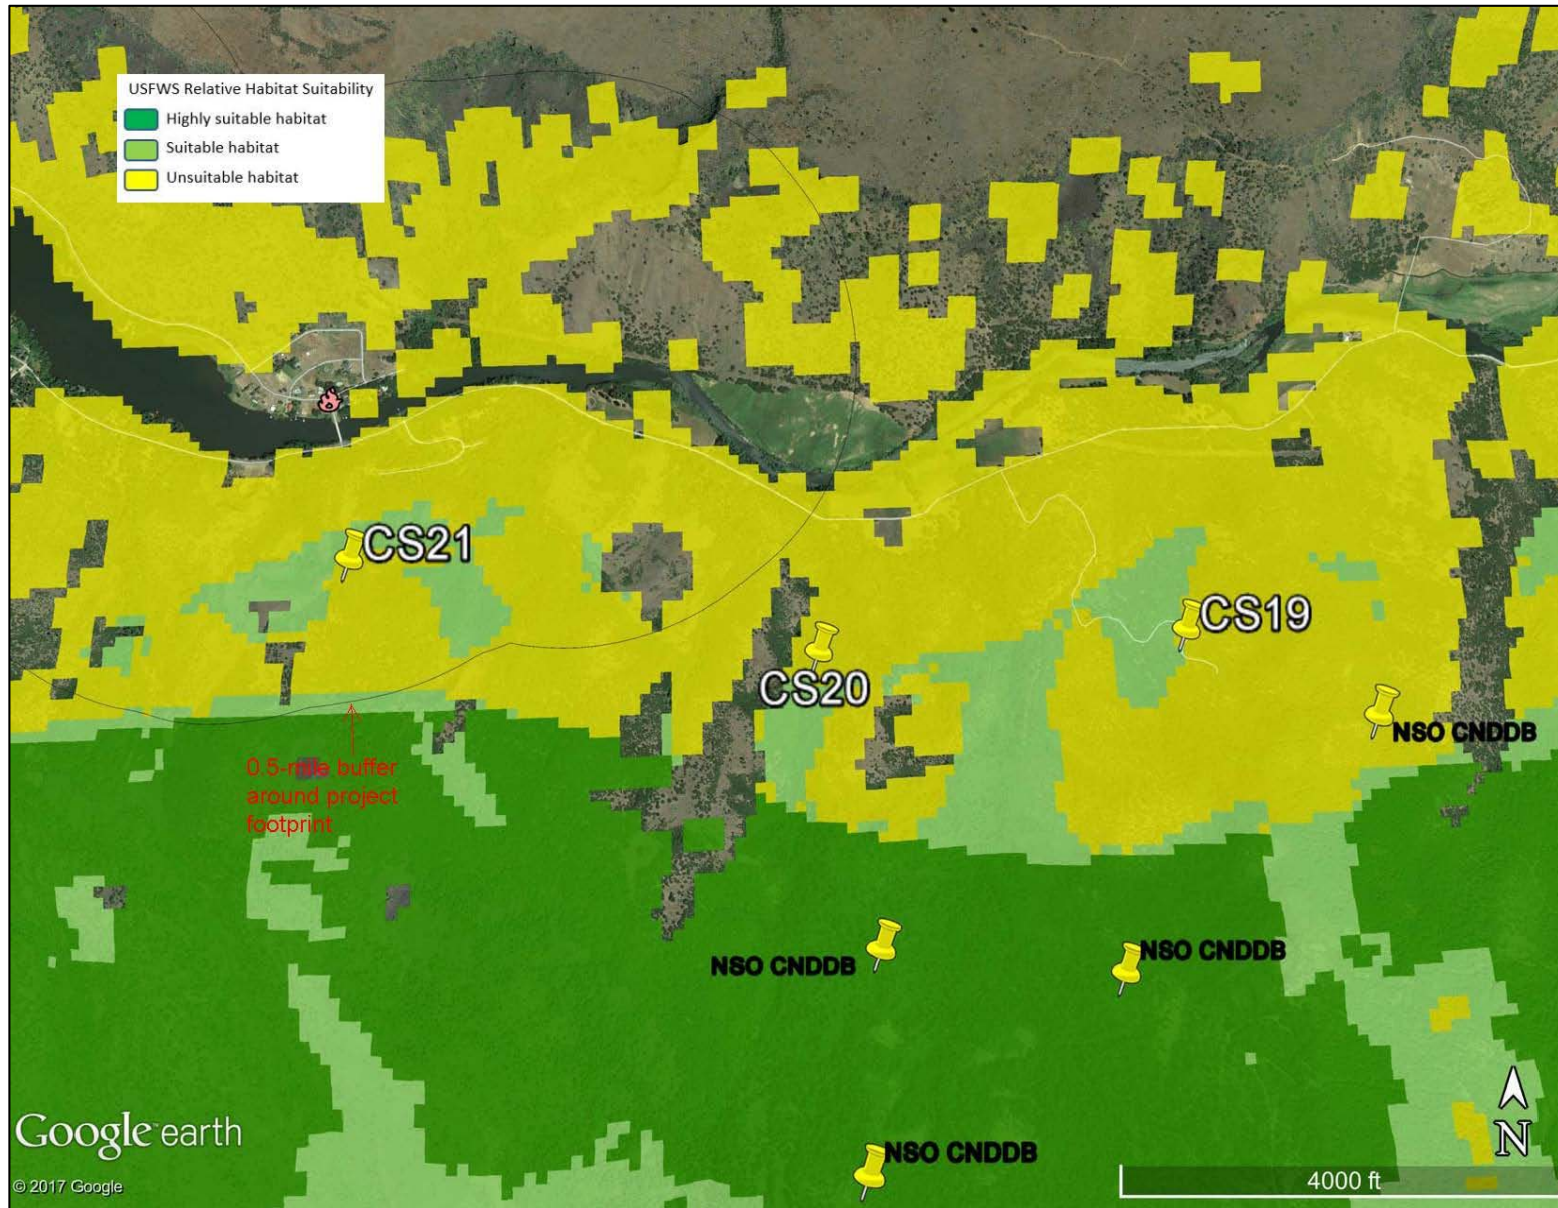 USFWS Relative Habitat Suitability
Highly suitable habitat
Suitable habitat
Unsuitable habitat
CS21
CS19
CS20
NSO CNDDB
0.5-mile buffer
around project
footprint
NSO CNDDB
NSO CNDDB
NSO CNDDB
Google earth
© 2017 Google
N
4000 ft